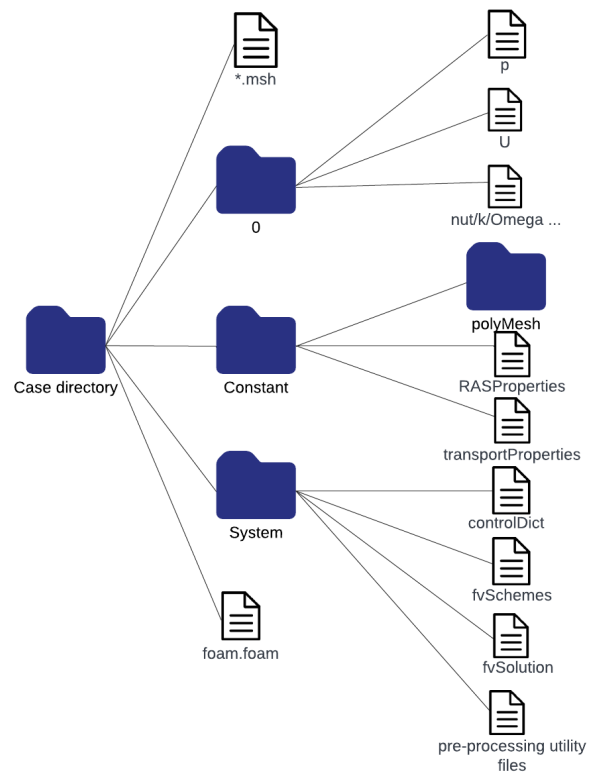 *.msh
p
U
0
nut/k/Omega ...
polyMesh
Case directory
Constant
RASProperties
transportProperties
controlDict
System
fvSchemes
foam.foam
fvSolution
pre-processing utility
files